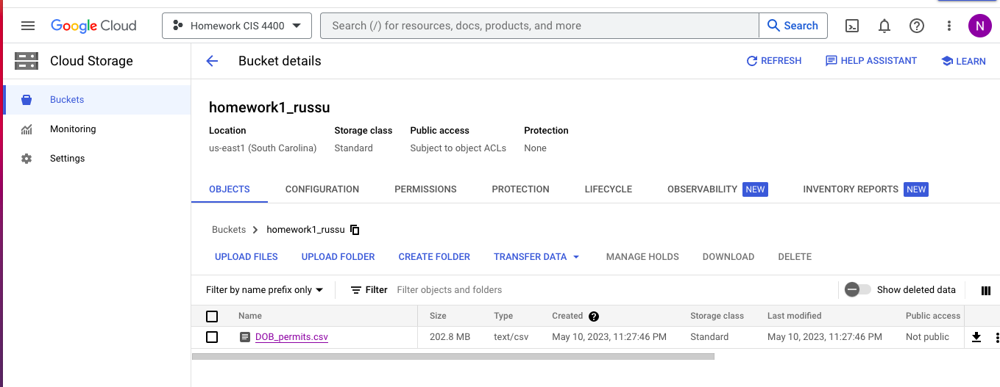 Google Cloud
Homework CIS 4400
Search (/) for resources, docs, products, and more
Search
N
Cloud Storage
Bucket details
REFRESH
HELP ASSISTANT
LEARN
Buckets
Monitoring
Settings
homework1_russu
Location Storage class Public access Protection
us-east1 (South Carolina) Standard Subject to object ACLs None
OBJECTS CONFIGURATION PERMISSIONS PROTECTION LIFECYCLE OBSERVABILITY NEW INVENTORY REPORTS NEW
Buckets homework1_russu
UPLOAD FILES UPLOAD FOLDER CREATE FOLDER TRANSFER DATA MANAGE HOLDS DOWNLOAD DELETE
Filter by name prefix only Filter Filter objects and folders Show deleted data
Name Size Type Created Storage class Last modified Public access
DOB_permits.csv 202.8 MB text/csv May 10, 2023, 11:27:46 PM Standard May 10, 2023, 11:27:46 PM Not public